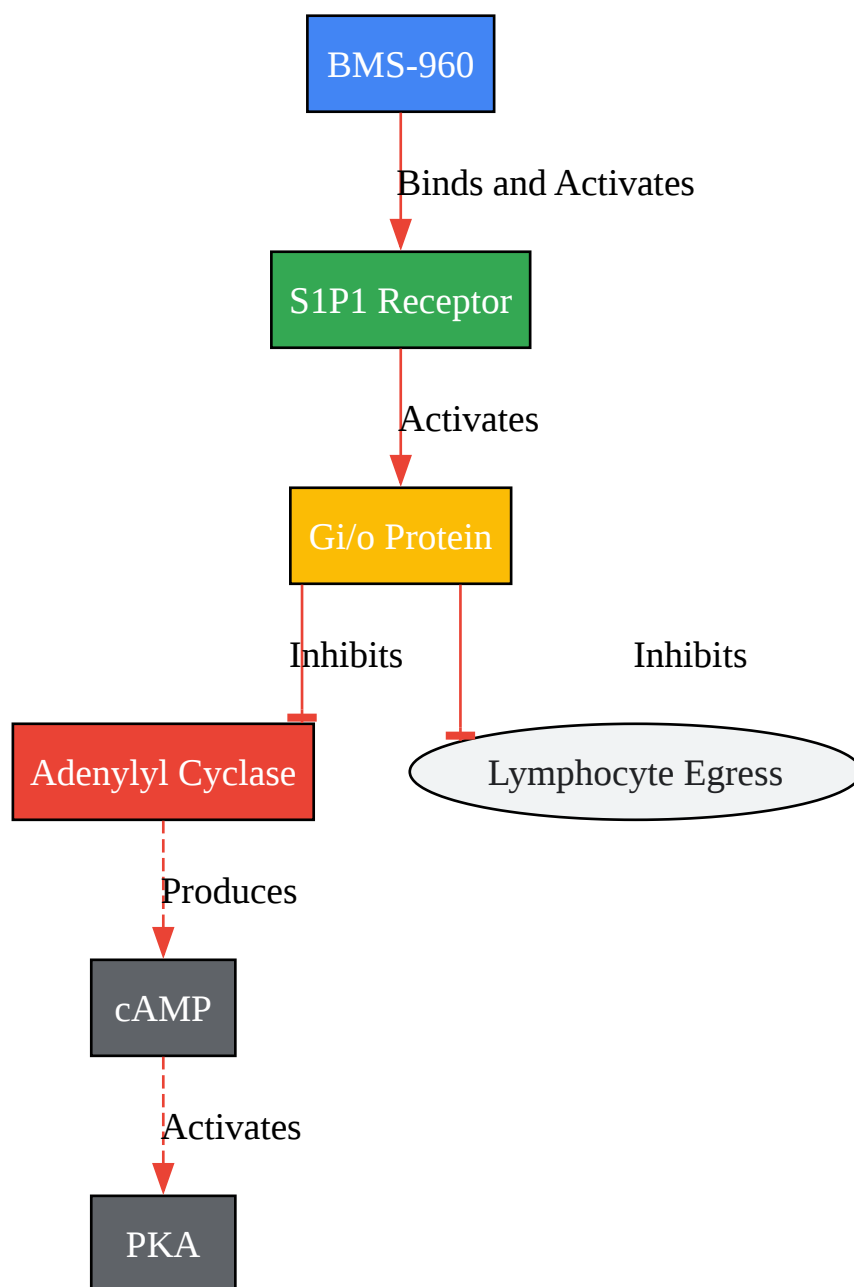 BMS-960
Binds and Activates
S1P1 Receptor
Activates
Gi/o Protein
Inhibits
Inhibits
Adenylyl Cyclase
Lymphocyte Egress
Produces
cAMP
Activates
PKA